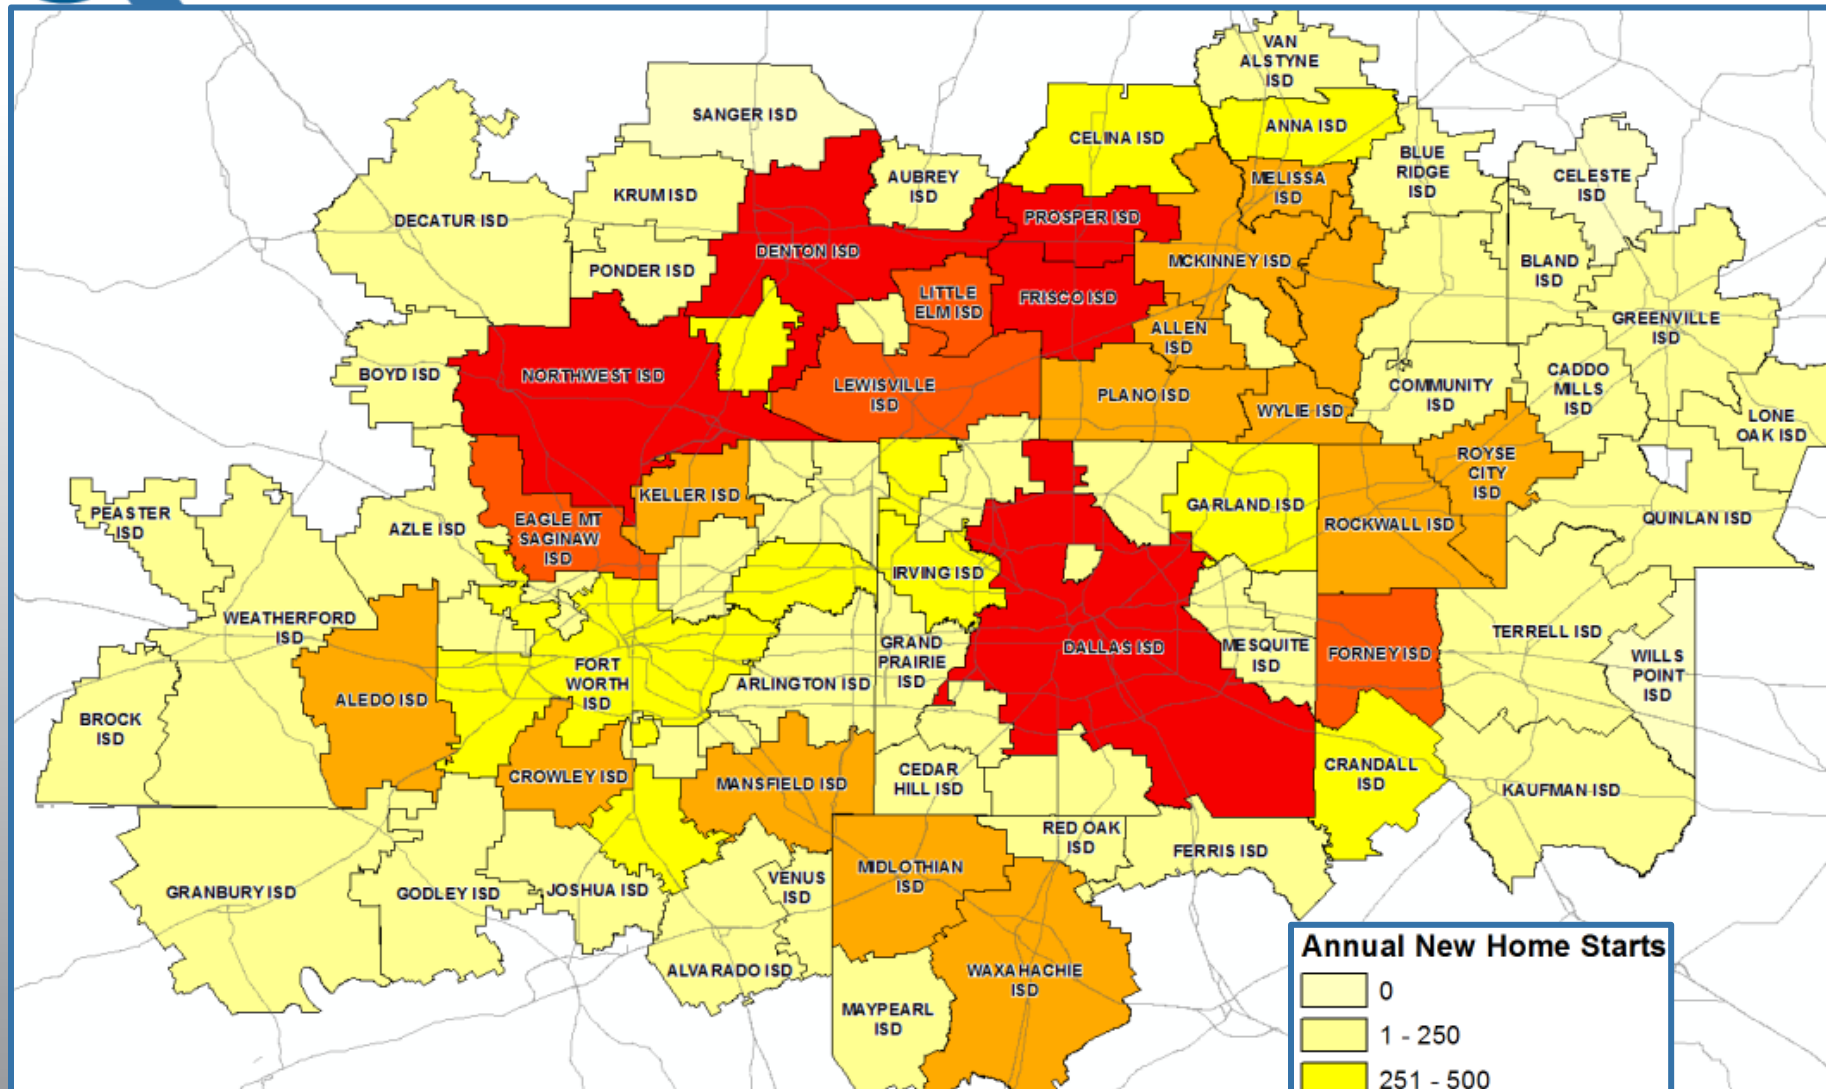 VAN
ALSTYNE
ISD
SANGER ISD
CELINA ISD
ANNA ISD
BLUE
RIDGE
ISD
CELESTE
ISD
AUBREY
ISD
KRUM ISD
MELISSA
ISD
DECATUR ISD
PROSPER ISD
DENTON ISD
PONDER ISD
MCKINNEY ISD
BLAND
ISD
LITTLE
ELM ISD
FRISCO ISD
GREENVILLE
ISD
ALLEN
ISD
BOYD ISD
NORTHWEST ISD
LEWISVILLE
ISD
PLANO ISD
WYLIE ISD
COMMUNITY
ISD
CADDO
MILLS
ISD
LONE
OAK ISD
ROYSE
CITY
ISD
KELLER ISD
GARLAND ISD
ROCKWALL ISD
QUINLAN ISD
PEASTER
ISD
AZLE ISD
EAGLE MT
SAGINAW
ISD
IRVING ISD
WEATHERFORD
ISD
GRAND
PRAIRIE
ISD
DALLAS ISD
MESQUITE
ISD
FORNEY ISD
TERRELL ISD
WILLS
POINT
ISD
FORT
WORTH
ISD
ARLINGTON ISD
ALEDO ISD
BROCK
ISD
CROWLEY ISD
MANSFIELD ISD
CEDAR
HILL ISD
CRANDALL
ISD
KAUFMAN ISD
RED OAK
ISD
FERRIS ISD
MIDLOTHIAN
ISD
VENUS
ISD
GRANBURY ISD
GODLEY ISD
JOSHUA ISD
ALVARADO ISD
WAXAHACHIE
ISD
MAYPEARL
ISD
Annual New Home Starts
0
1 - 250
251 - 500